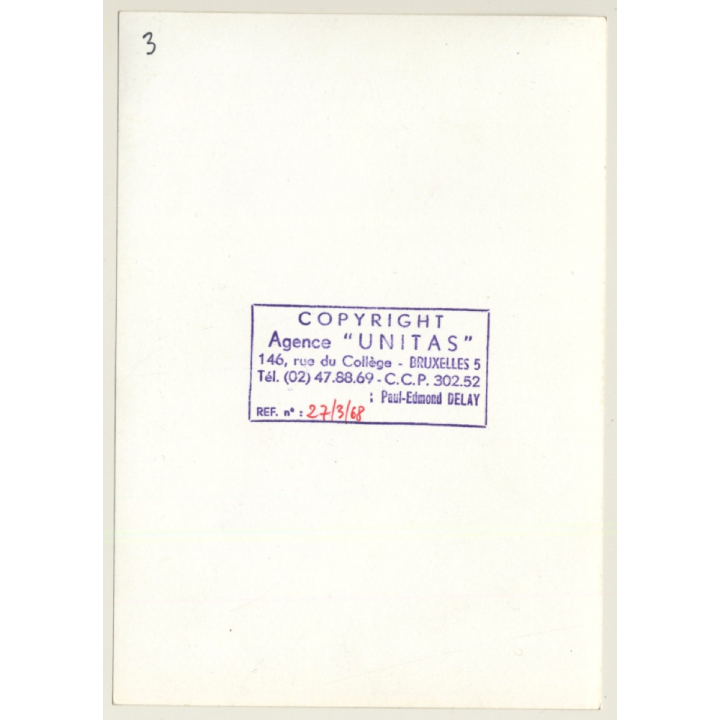 3
COPYRIGHT
Agence "UNITAS"
146, rue du Collège - BRUXELLES 5
Tél. (02) 47.88.69 - C.C.P. 302.52
: Paul-Edmond DELAY
REF. n° : 27/3/68